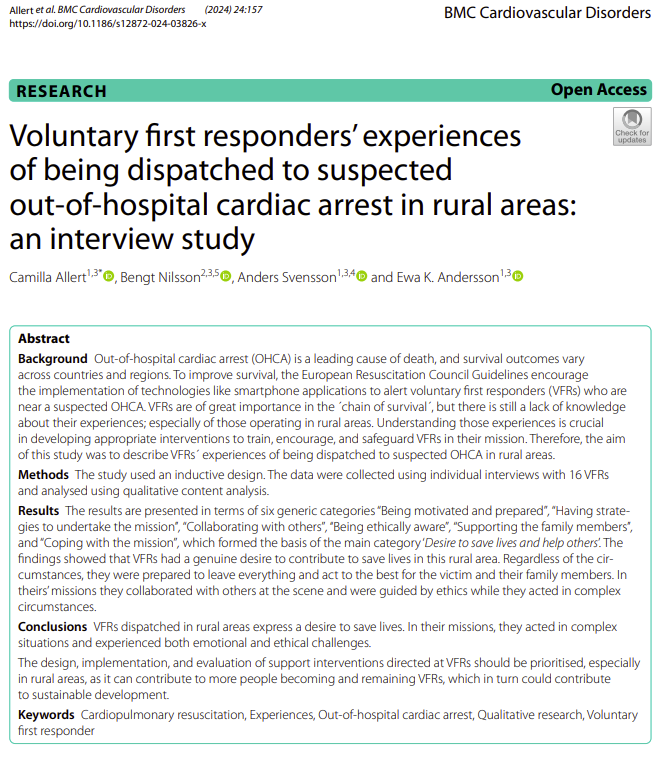 Allert et al. BMC Cardiovascular Disorders (2024) 24:157
https://doi.org/10.1186/s12872-024-03826-x
BMC Cardiovascular Disorders
RESEARCH Open Access
Check for
updates
Voluntary first responders’ experiences
of being dispatched to suspected
out-of-hospital cardiac arrest in rural areas:
an interview study
Camilla Allert1,3*, Bengt Nilsson2,3,5, Anders Svensson1,3,4 and Ewa K. Andersson1,3
Abstract
Background Out-of-hospital cardiac arrest (OHCA) is a leading cause of death, and survival outcomes vary
across countries and regions. To improve survival, the European Resuscitation Council Guidelines encourage
the implementation of technologies like smartphone applications to alert voluntary first responders (VFRs) who are
near a suspected OHCA. VFRs are of great importance in the ´chain of survival´, but there is still a lack of knowledge
about their experiences; especially of those operating in rural areas. Understanding those experiences is crucial
in developing appropriate interventions to train, encourage, and safeguard VFRs in their mission. Therefore, the aim
of this study was to describe VFRs´ experiences of being dispatched to suspected OHCA in rural areas.
Methods The study used an inductive design. The data were collected using individual interviews with 16 VFRs
and analysed using qualitative content analysis.
Results The results are presented in terms of six generic categories “Being motivated and prepared”, “Having strate-
gies to undertake the mission”, “Collaborating with others”, “Being ethically aware”, “Supporting the family members”,
and “Coping with the mission”, which formed the basis of the main category ‘Desire to save lives and help others’. The
findings showed that VFRs had a genuine desire to contribute to save lives in this rural area. Regardless of the cir-
cumstances, they were prepared to leave everything and act to the best for the victim and their family members. In
theirs’ missions they collaborated with others at the scene and were guided by ethics while they acted in complex
circumstances.
Conclusions VFRs dispatched in rural areas express a desire to save lives. In their missions, they acted in complex
situations and experienced both emotional and ethical challenges.
The design, implementation, and evaluation of support interventions directed at VFRs should be prioritised, especially
in rural areas, as it can contribute to more people becoming and remaining VFRs, which in turn could contribute
to sustainable development.
Keywords Cardiopulmonary resuscitation, Experiences, Out-of-hospital cardiac arrest, Qualitative research, Voluntary
first responder